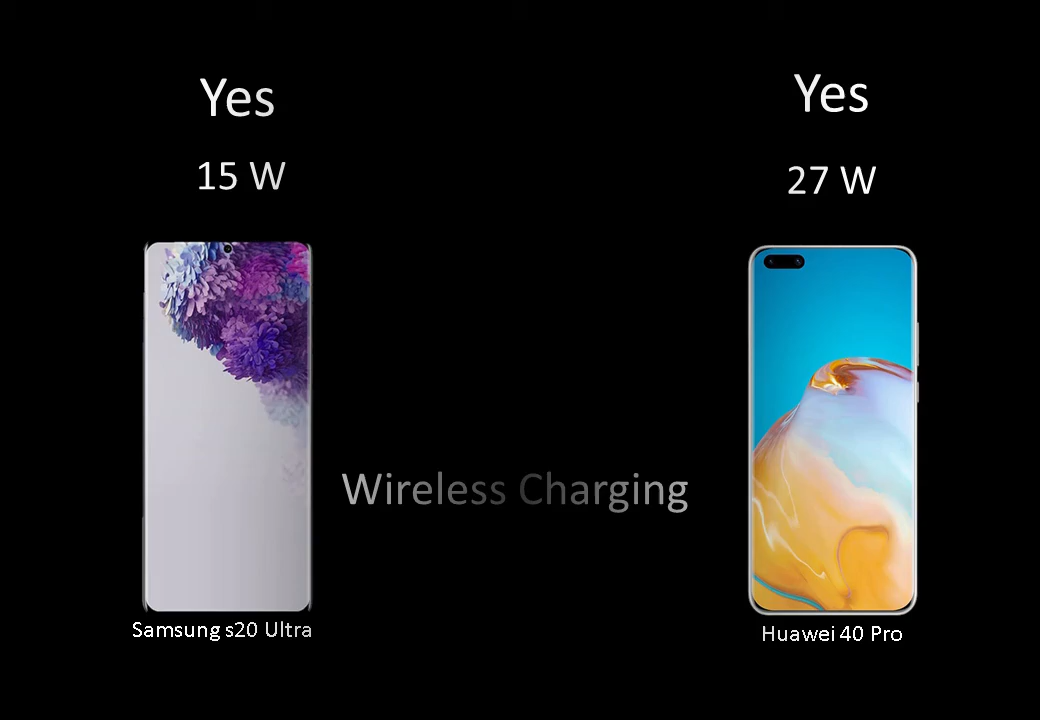 Yes
15 W
Yes
27 W
Wireless Charging
Samsung s20 Ultra
Huawei 40 Pro